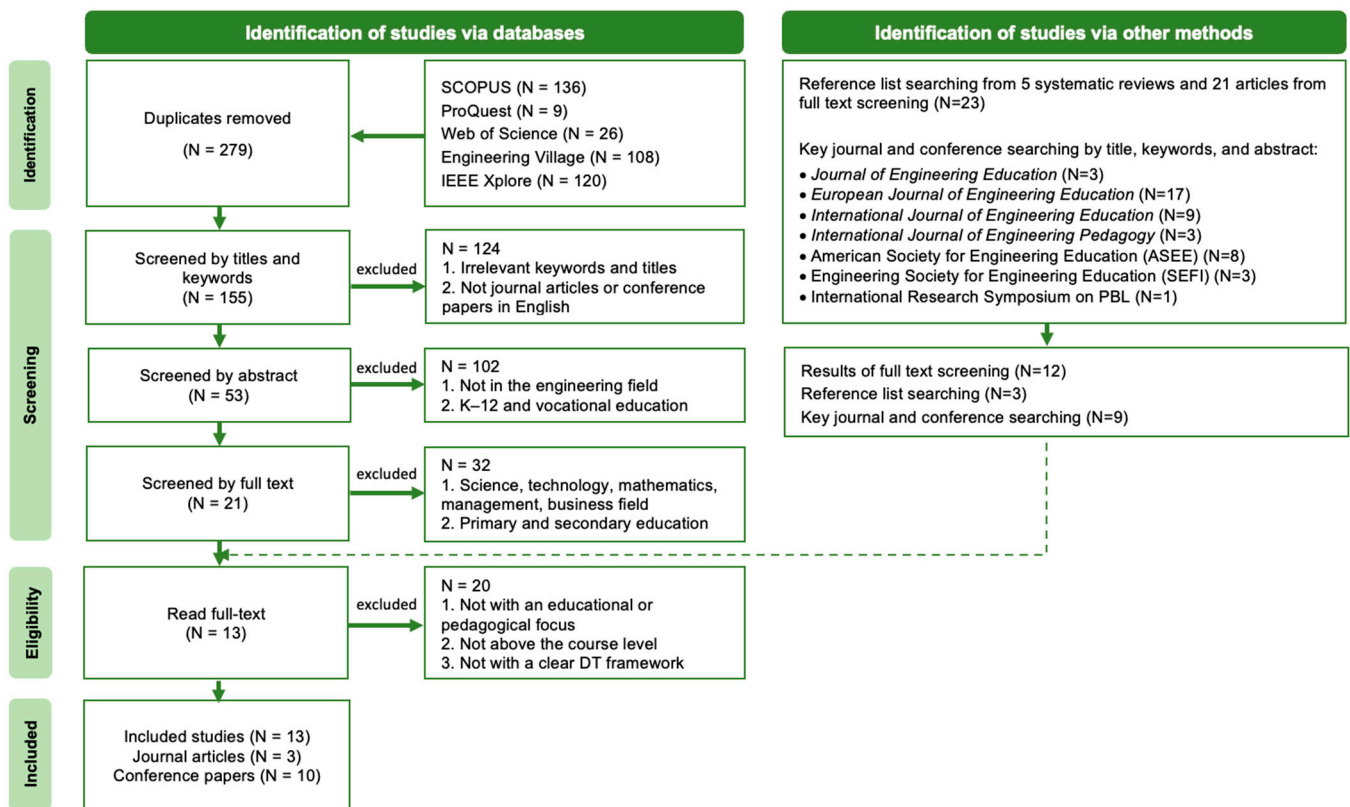 Identification of studies via databases
Identification of studies via other methods
Identification
Duplicates removed
(N = 279)
SCOPUS (N = 136)
ProQuest (N = 9)
Web of Science (N = 26)
Engineering Village (N = 108)
IEEE Xplore (N = 120)
Reference list searching from 5 systematic reviews and 21 articles from
full text screening (N=23)
Key journal and conference searching by title, keywords, and abstract:
• Journal of Engineering Education (N=3)
• European Journal of Engineering Education (N=17)
• International Journal of Engineering Education (N=9)
• International Journal of Engineering Pedagogy (N=3)
• American Society for Engineering Education (ASEE) (N=8)
• Engineering Society for Engineering Education (SEFI) (N=3)
• International Research Symposium on PBL (N=1)
Screening
Screened by titles and
keywords
(N = 155)
excluded
N = 124
1. Irrelevant keywords and titles
2. Not journal articles or conference
papers in English
Screened by abstract
(N = 53)
excluded
N = 102
1. Not in the engineering field
2. K–12 and vocational education
Results of full text screening (N=12)
Reference list searching (N=3)
Key journal and conference searching (N=9)
Screened by full text
(N = 21)
excluded
N = 32
1. Science, technology, mathematics,
management, business field
2. Primary and secondary education
Eligibility
Read full-text
(N = 13)
excluded
N = 20
1. Not with an educational or
pedagogical focus
2. Not above the course level
3. Not with a clear DT framework
Included
Included studies (N = 13)
Journal articles (N = 3)
Conference papers (N = 10)